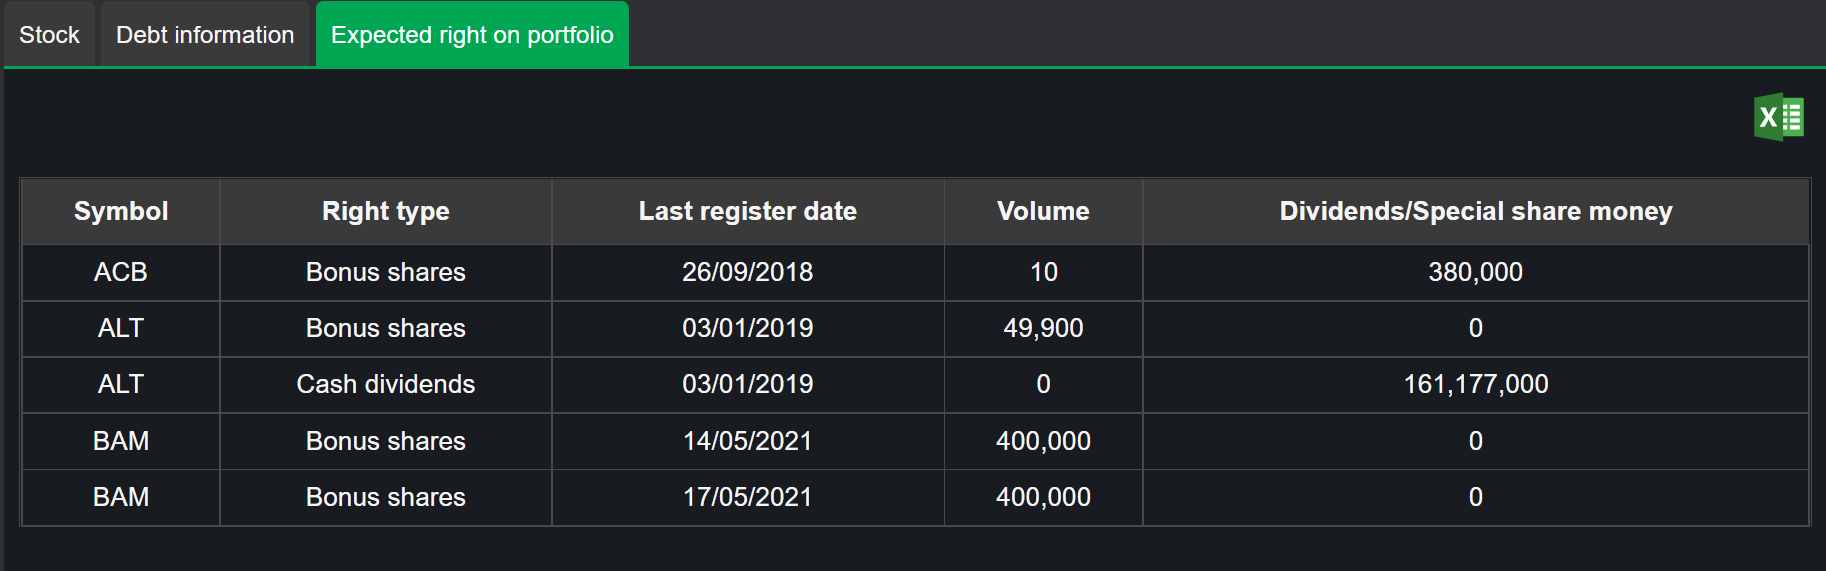 Stock Debt information Expected right on portfolio
X
Symbol Right type Last register date Volume Dividends/Special share money
ACB Bonus shares 26/09/2018 10 380,000
ALT Bonus shares 03/01/2019 49,900 0
ALT Cash dividends 03/01/2019 0 161,177,000
BAM Bonus shares 14/05/2021 400,000 0
BAM Bonus shares 17/05/2021 400,000 0